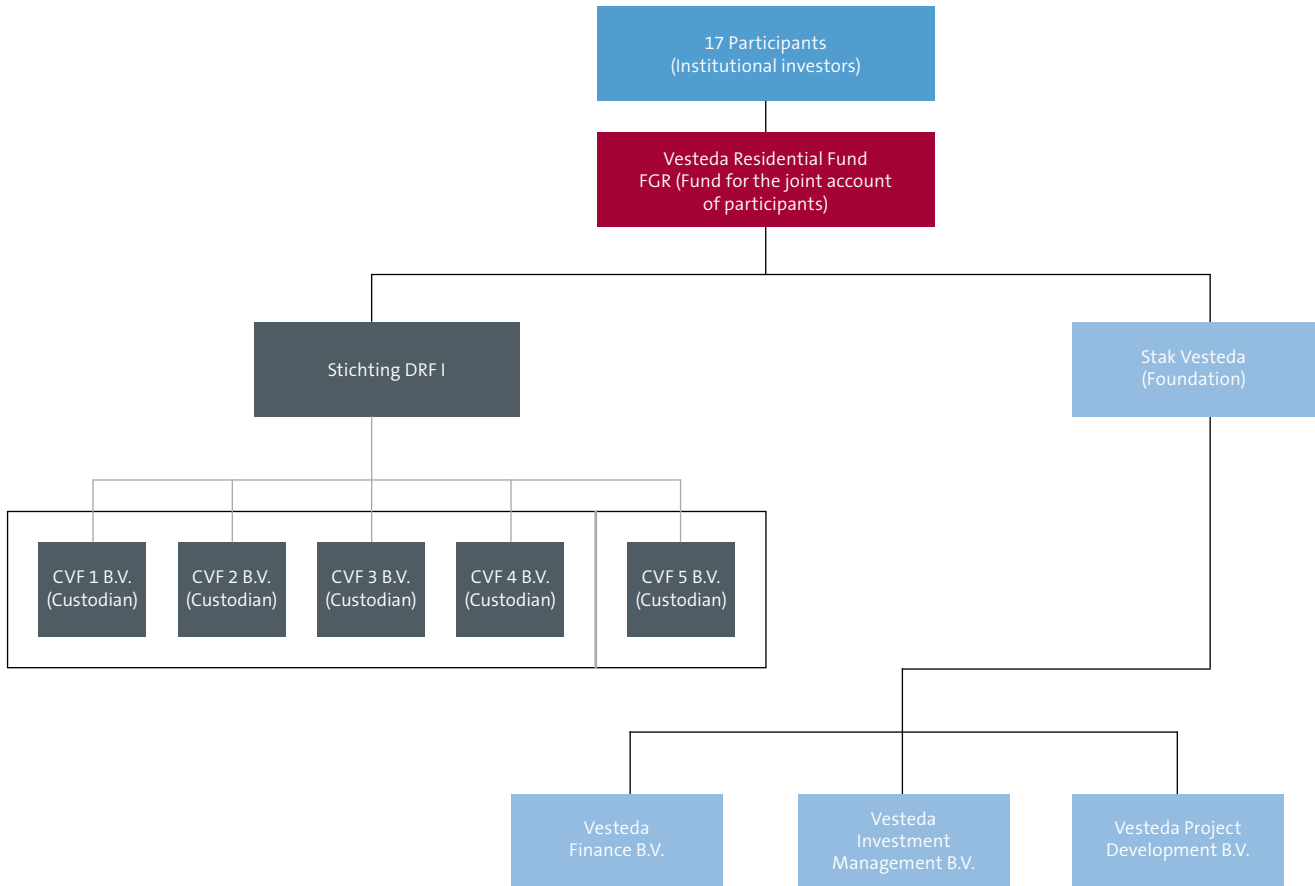 17 Participants
(Institutional investors)
Vesteda Residential Fund
FGR (Fund for the joint account
of participants)
Stichting DRF I
Stak Vesteda
(Foundation)
CVF 1 B.V.
(Custodian)
CVF 2 B.V.
(Custodian)
CVF 3 B.V.
(Custodian)
CVF 4 B.V.
(Custodian)
CVF 5 B.V.
(Custodian)
Vesteda
Finance B.V.
Vesteda
Investment
Management B.V.
Vesteda Project
Development B.V.